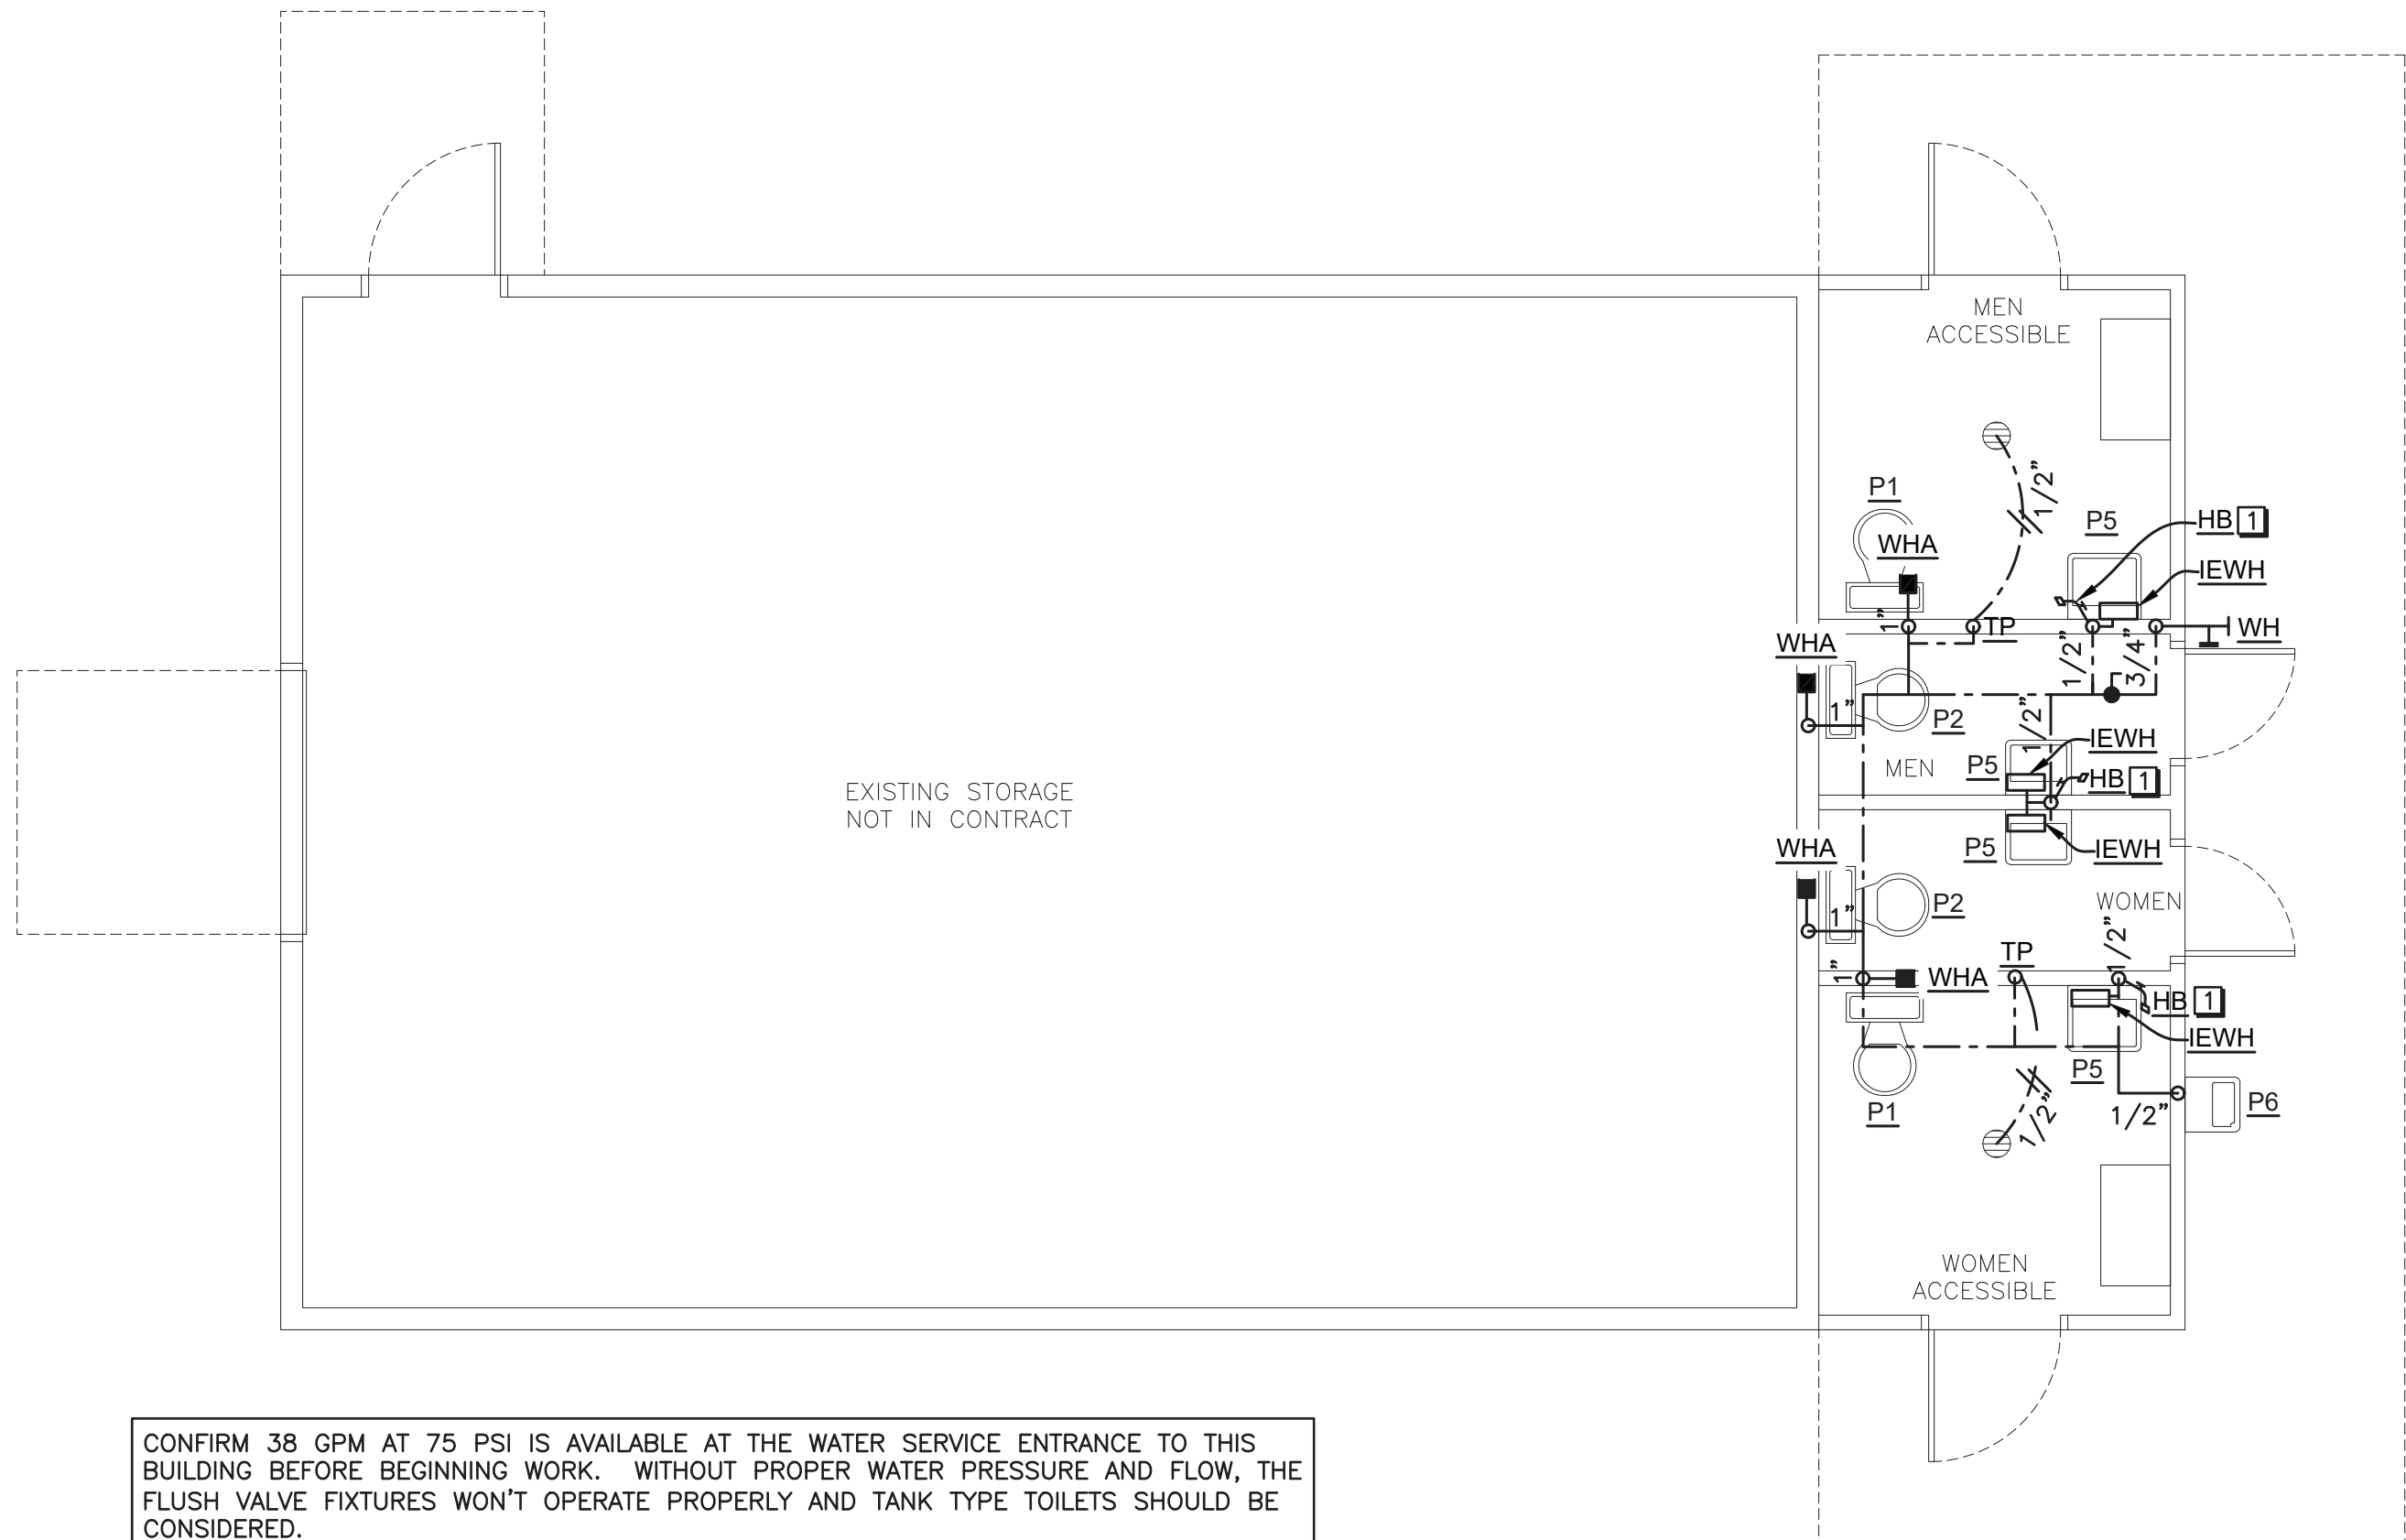 MEN
ACCESSIBLE
P1
1/2"
P5
HB 1
WHA
IEWH
1"
TP
WH
WHA
1/2"
3/4"
1"
P2
1/2"
IEWH
MEN
P5
HB 1
EXISTING STORAGE
NOT IN CONTRACT
WHA
P5
IEWH
1"
P2
WOMEN
1/2"
TP
1"
WHA
HB 1
IEWH
P5
P1
1/2"
1/2"
P6
WOMEN
ACCESSIBLE
CONFIRM 38 GPM AT 75 PSI IS AVAILABLE AT THE WATER SERVICE ENTRANCE TO THIS
BUILDING BEFORE BEGINNING WORK. WITHOUT PROPER WATER PRESSURE AND FLOW, THE
FLUSH VALVE FIXTURES WON'T OPERATE PROPERLY AND TANK TYPE TOILETS SHOULD BE
CONSIDERED.